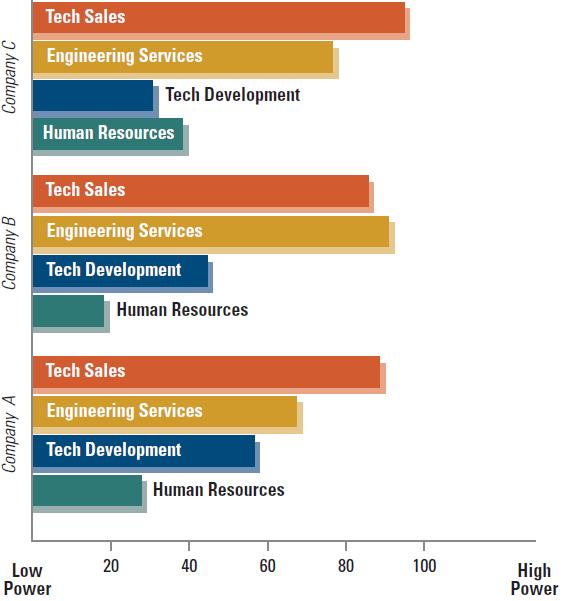 Company C
Tech Sales
Engineering Services
Tech Development
Human Resources
Company B
Tech Sales
Engineering Services
Tech Development
Human Resources
Company A
Tech Sales
Engineering Services
Tech Development
Human Resources
20 40 60 80 100
Low
Power
High
Power